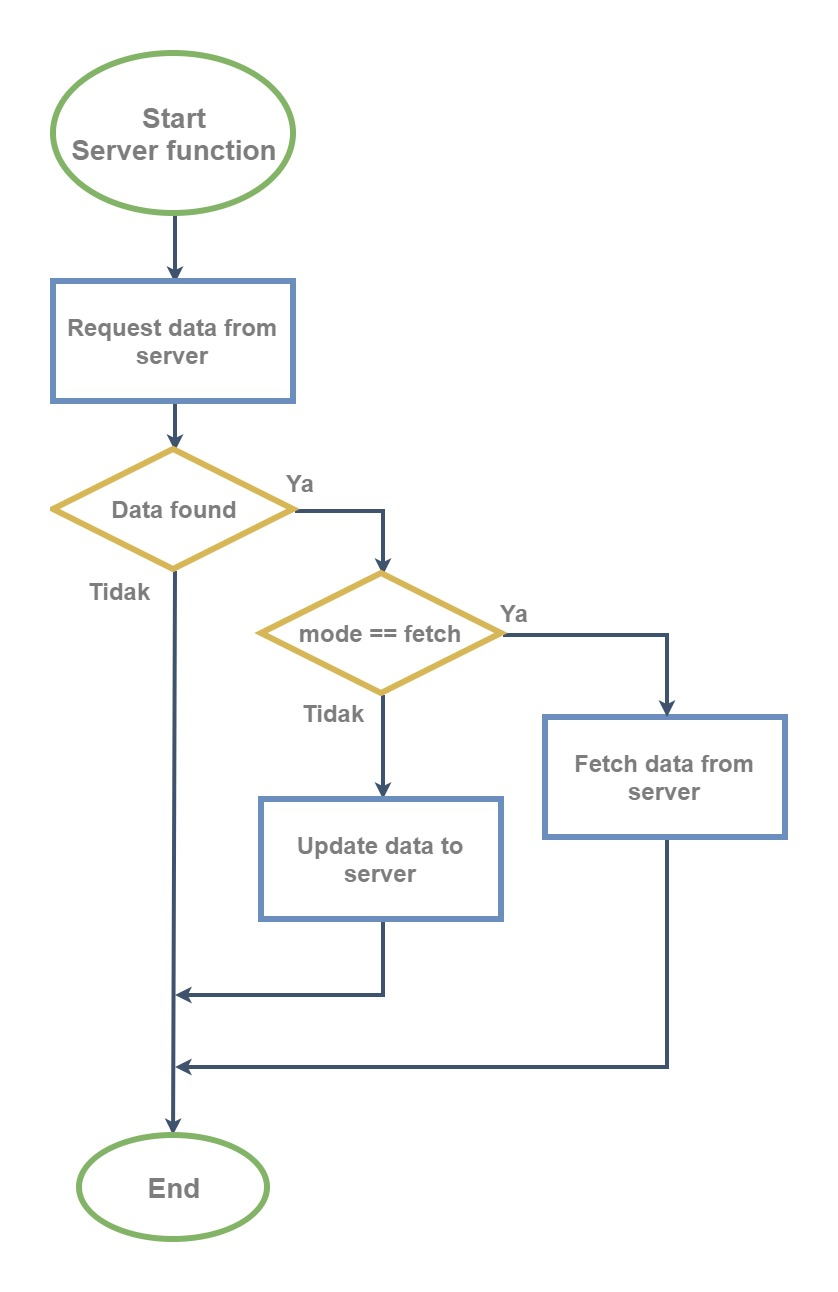 Start
Server function
Request data from
server
Data found
Ya
Tidak
mode == fetch
Ya
Tidak
Fetch data from
server
Update data to
server
End